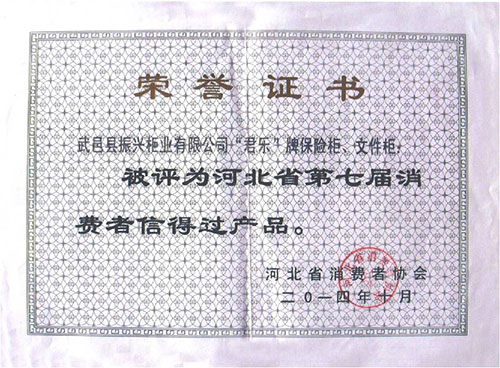 荣誉证书
武邑县振兴柜业有限公司“君乐”牌保险柜、文件柜:
被评为河北省第七届消
费者信得过产品。
河北省消费者协会
二〇一四年十月